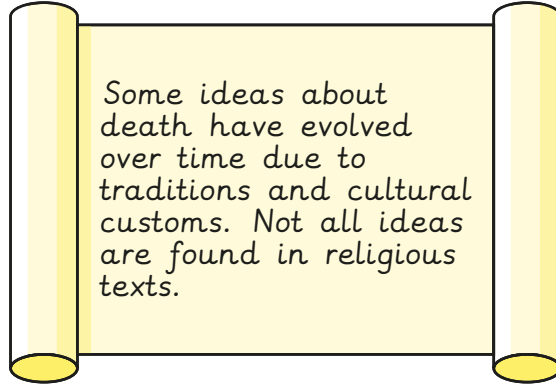 Some ideas about
death have evolved
over time due to
traditions and cultural
customs. Not all ideas
are found in religious
texts.